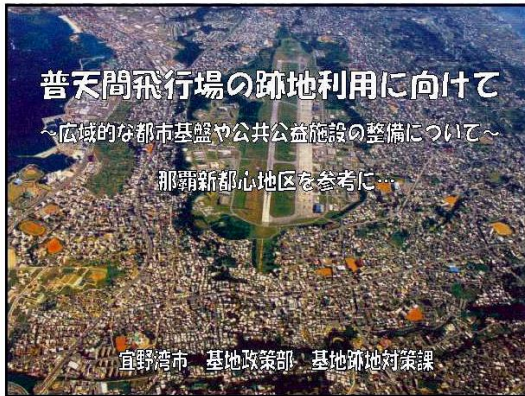 普天間飛行場の跡地利用に向けて
～広域的な都市基盤や公共公益施設の整備について～
那覇新都心地区を参考に…
宜野湾市　基地政策部　基地跡地対策課